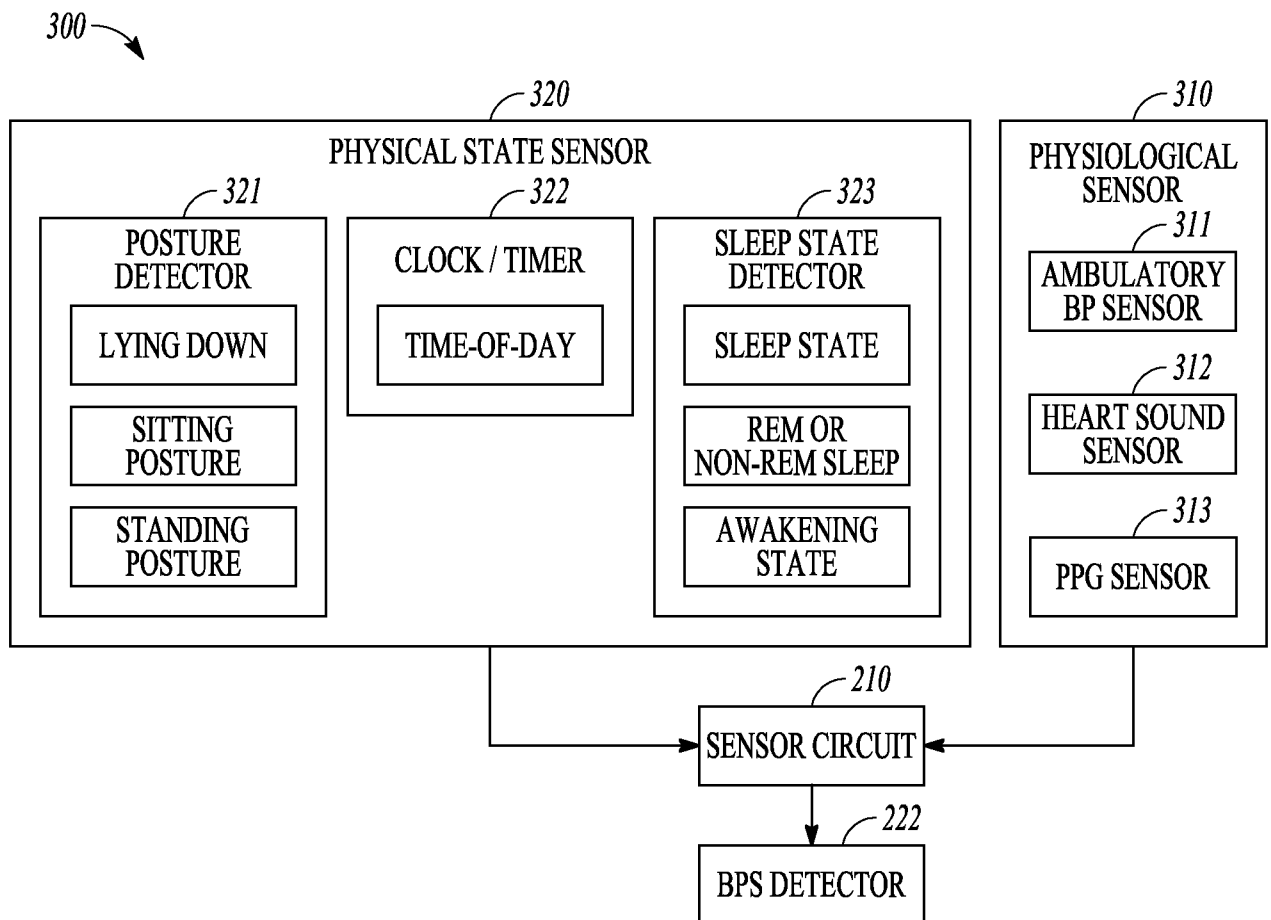 300
320
PHYSICAL STATE SENSOR
321
POSTURE
DETECTOR
LYING DOWN
SITTING
POSTURE
STANDING
POSTURE
322
CLOCK / TIMER
TIME-OF-DAY
323
SLEEP STATE
DETECTOR
SLEEP STATE
REM OR
NON-REM SLEEP
AWAKENING
STATE
310
PHYSIOLOGICAL
SENSOR
311
AMBULATORY
BP SENSOR
312
HEART SOUND
SENSOR
313
PPG SENSOR
210
SENSOR CIRCUIT
222
BPS DETECTOR